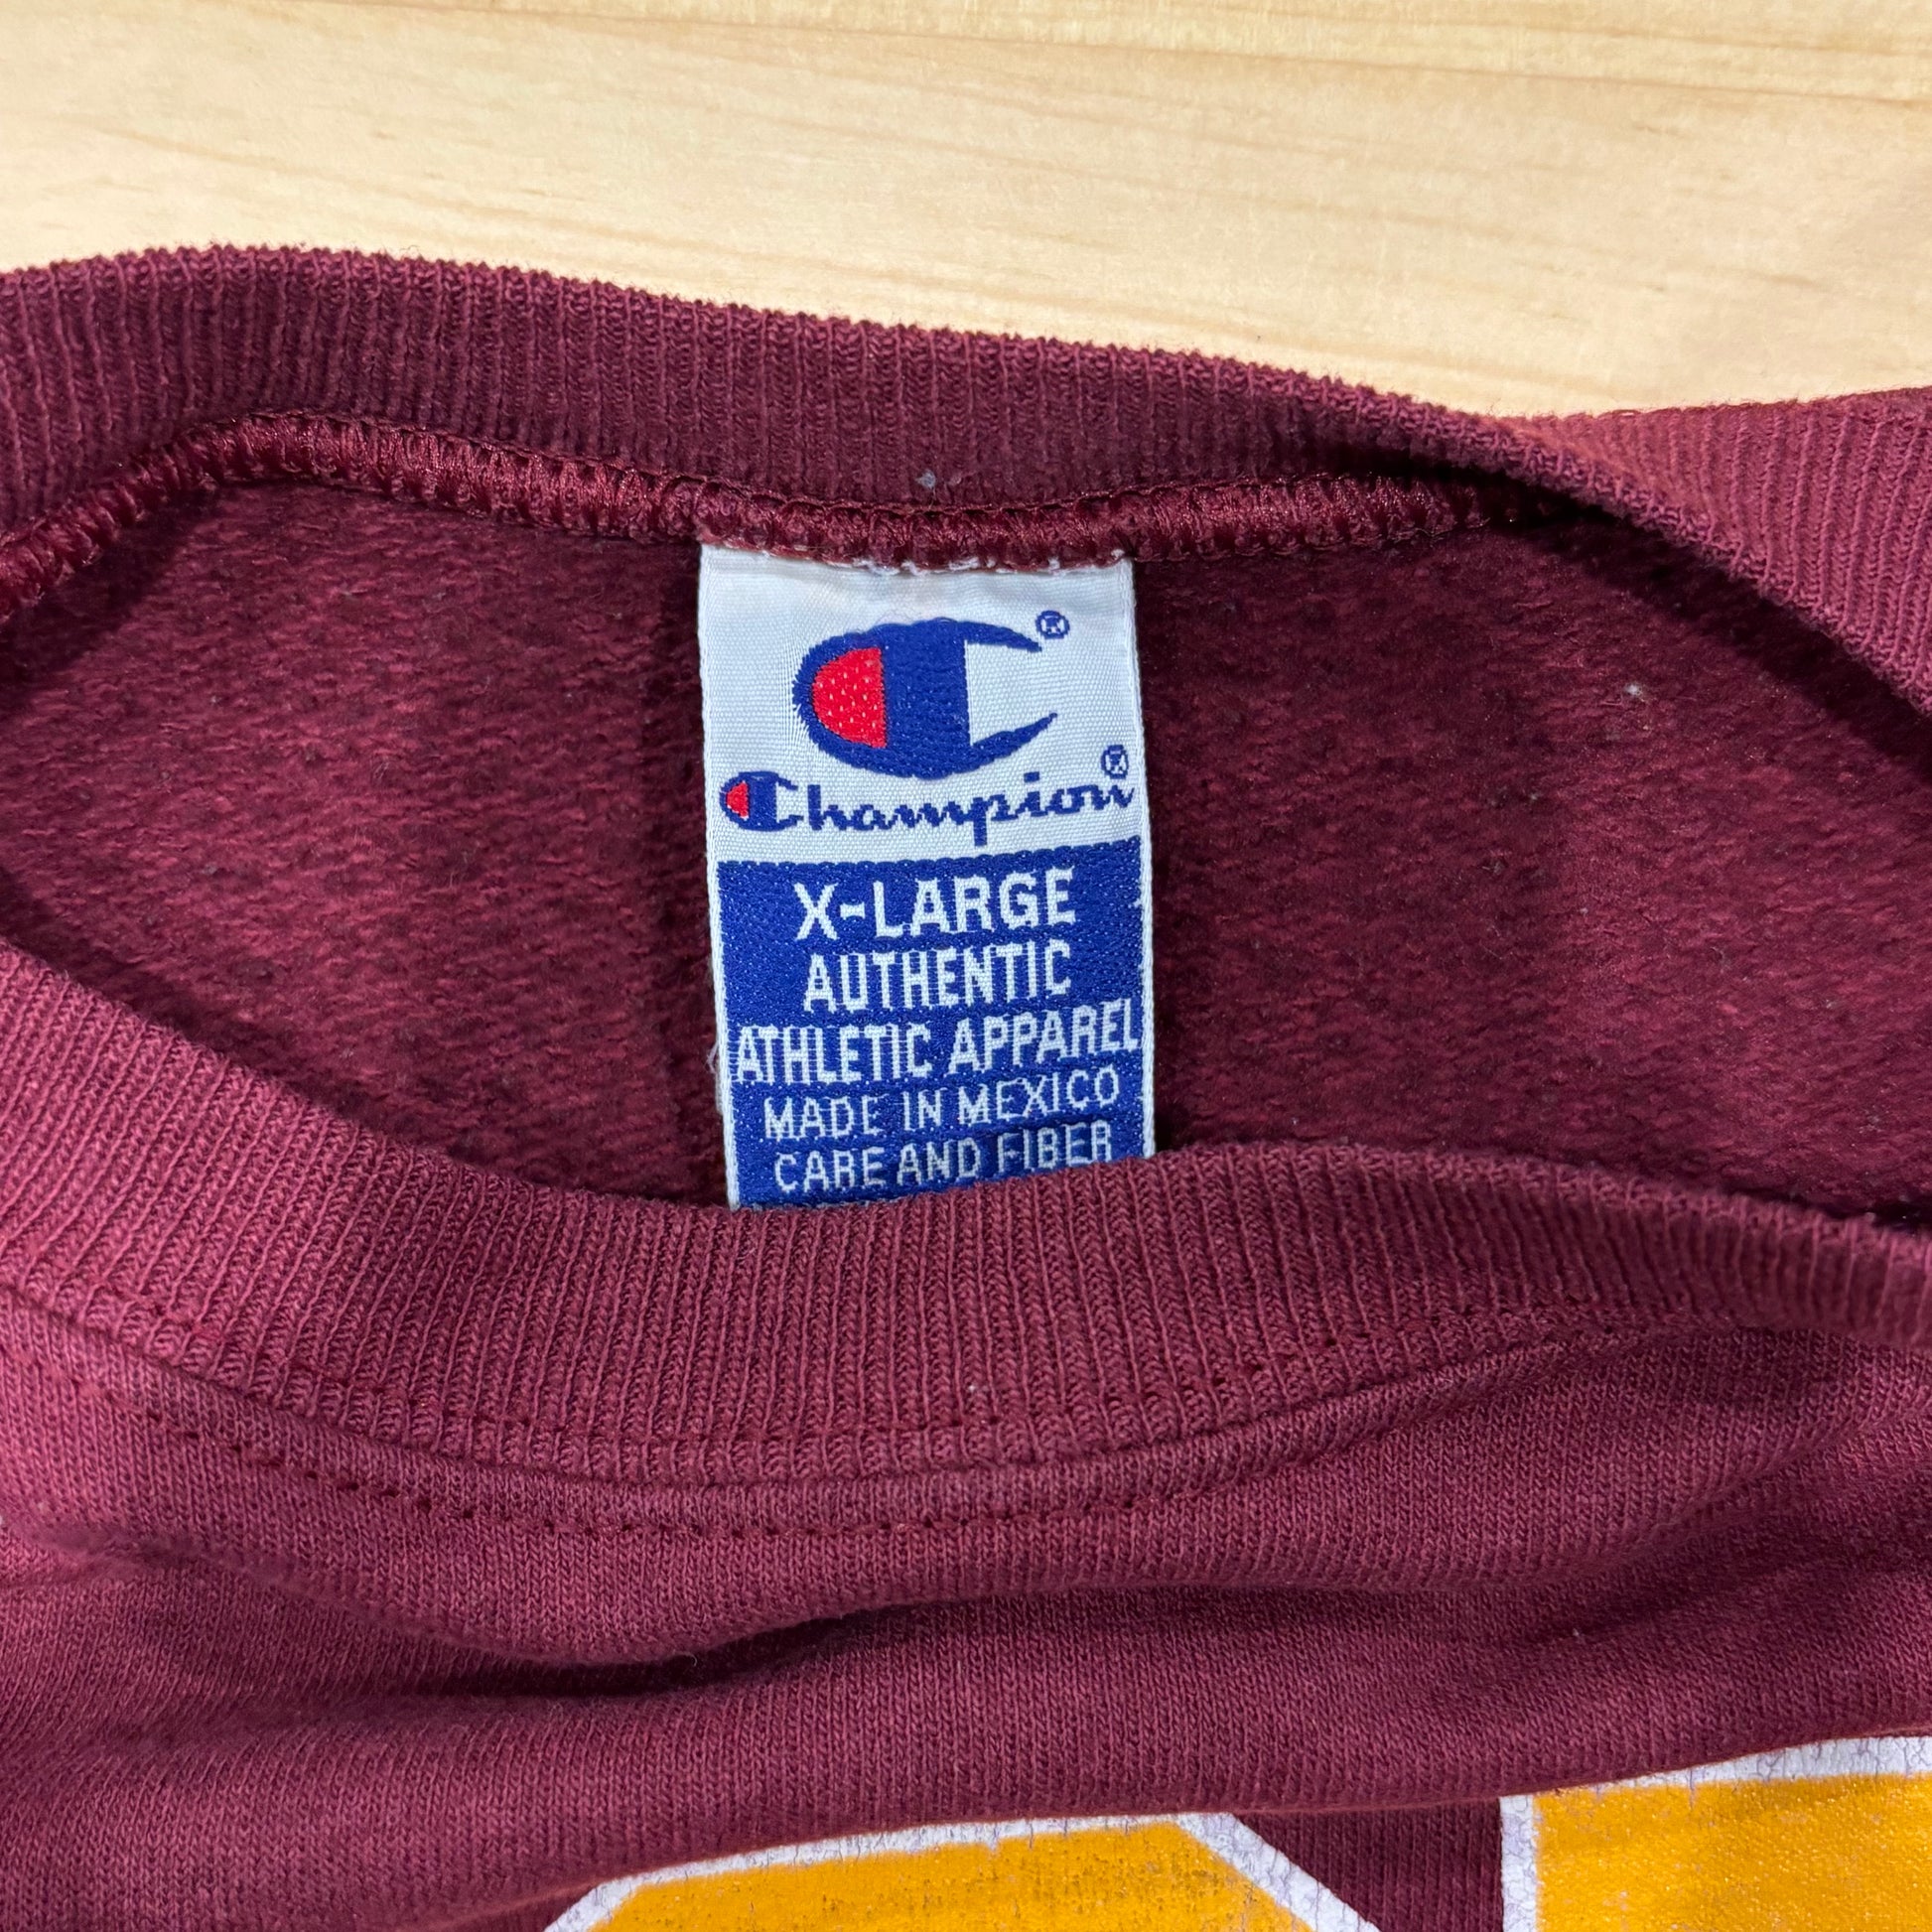 ®
Champion®
X-LARGE
AUTHENTIC
ATHLETIC APPAREL
MADE IN MEXICO
CARE AND FIBER